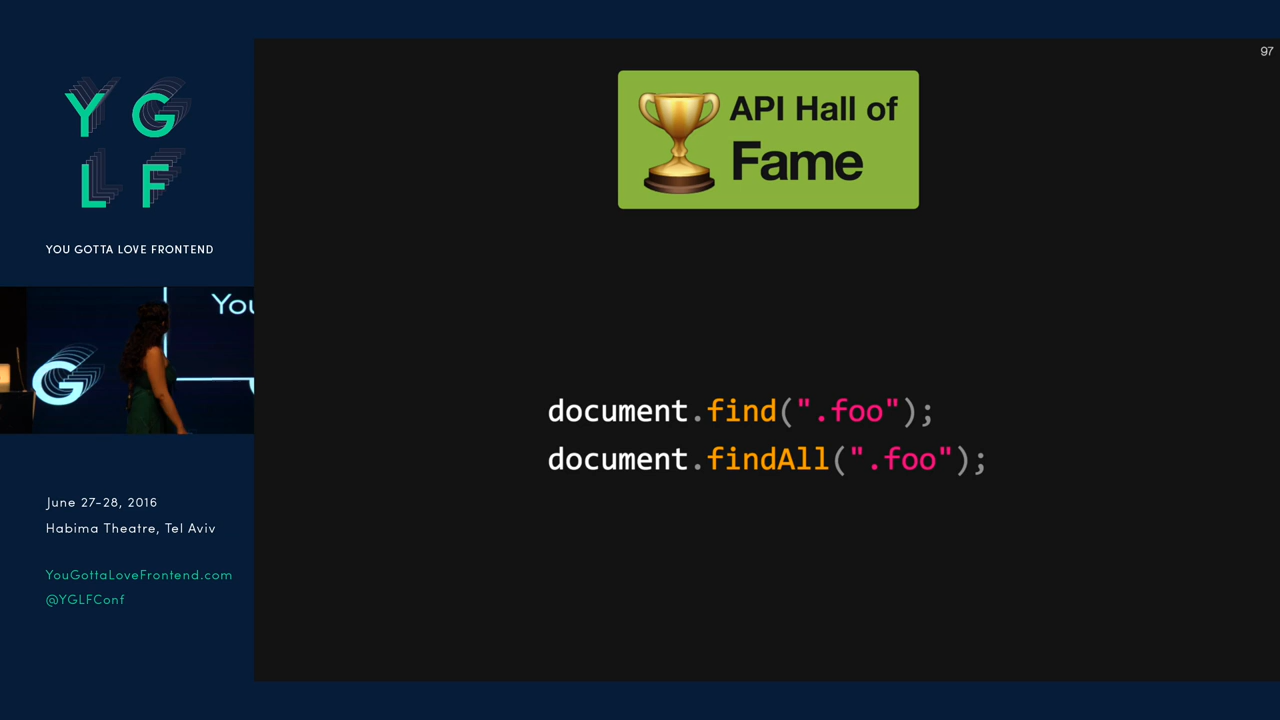 Y G
L F
YOU GOTTA LOVE FRONTEND
You
G
June 27-28, 2016
Habima Theatre, Tel Aviv
YouGottaLoveFrontend.com
@YGLFConf
97
API Hall of
Fame
document.find(".foo");
document.findAll(".foo");